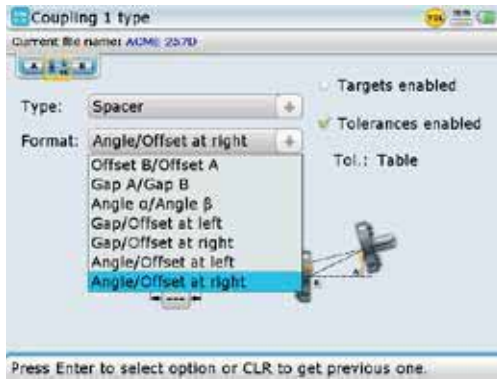 Coupling 1 type
Current file name: ACME 257D
Type: Spacer
Targets enabled
Tolerances enabled
Format: Angle/Offset at right
Tol.: Table
Offset B/Offset A
Gap A/Gap B
Angle α/Angle β
Gap/Offset at left
Gap/Offset at right
Angle/Offset at left
Angle/Offset at right
Press Enter to select option or CLR to get previous one.